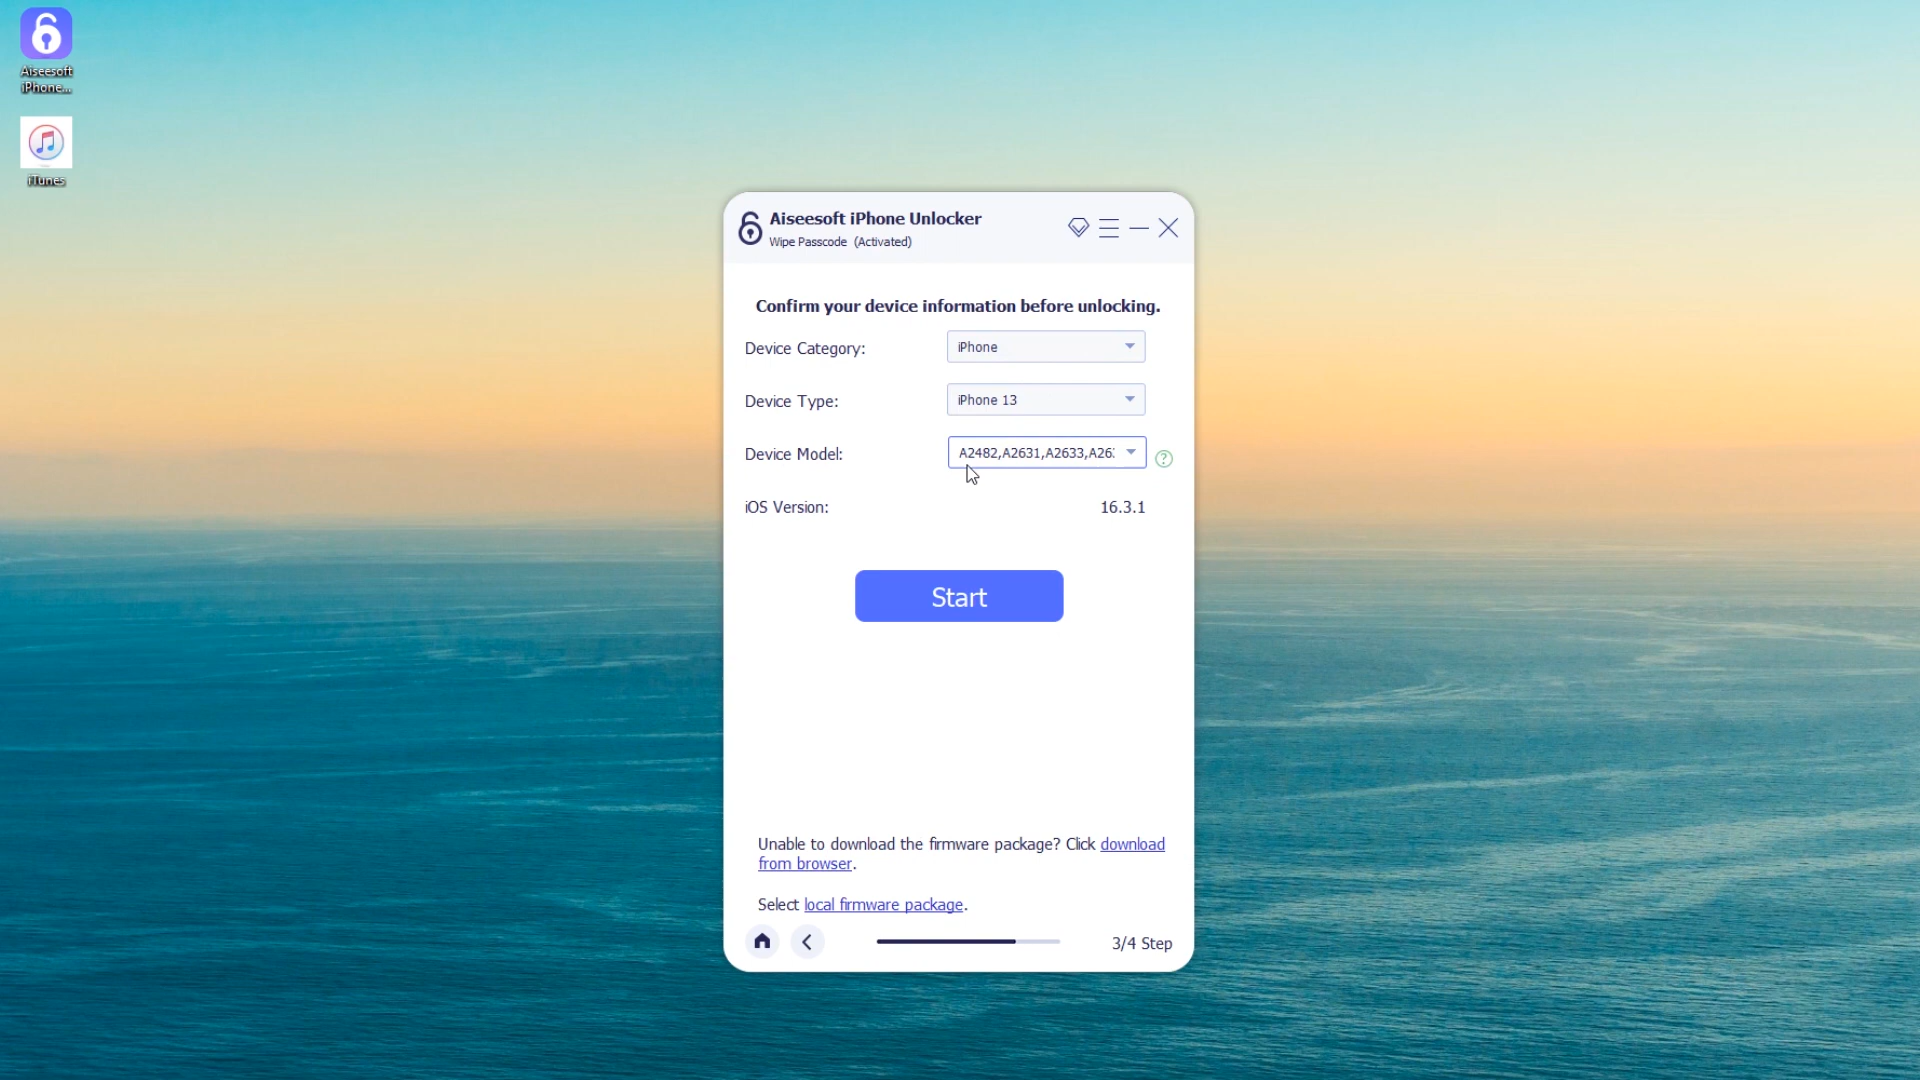 Aiseesoft
iPhone...
iTunes
Aiseesoft iPhone Unlocker
Wipe Passcode (Activated)
Confirm your device information before unlocking.
Device Category:
iPhone
Device Type:
iPhone 13
Device Model:
A2482,A2631,A2633,A26
?
iOS Version:
16.3.1
Start
Unable to download the firmware package? Click download
from browser.
Select local firmware package.
3/4 Step